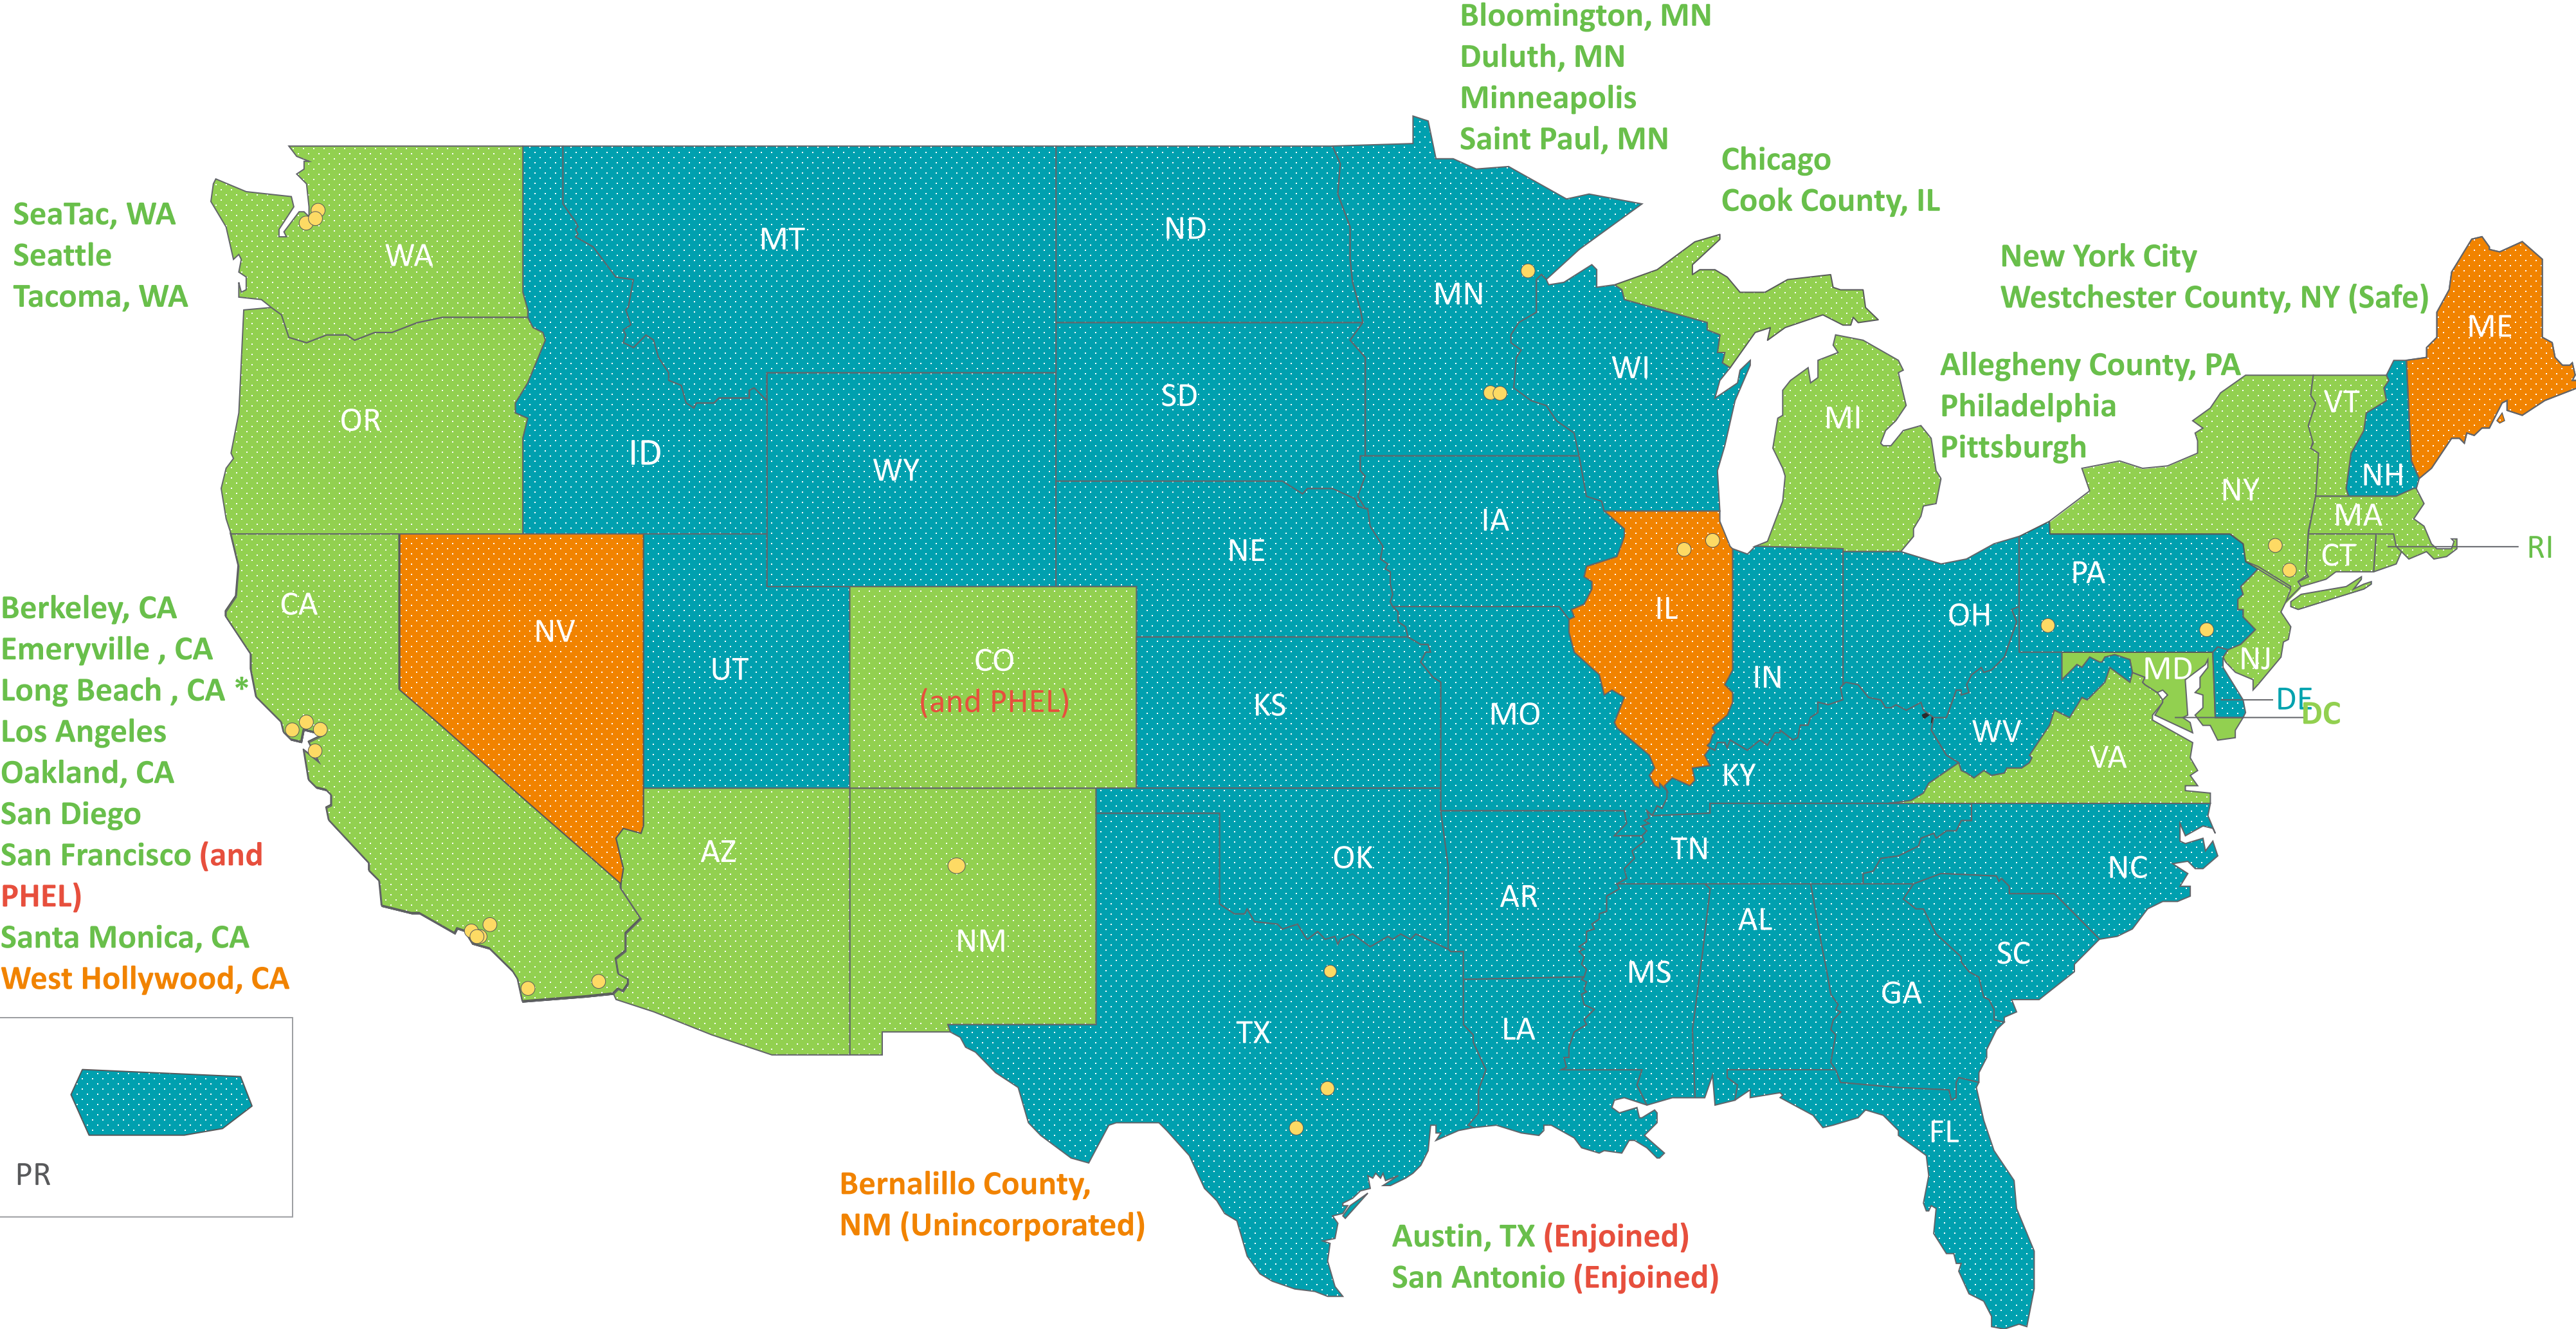 Bloomington, MN
Duluth, MN
Minneapolis
Saint Paul, MN
Chicago
Cook County, IL
SeaTac, WA
Seattle
Tacoma, WA
New York City
Westchester County, NY (Safe)
Allegheny County, PA
Philadelphia
Pittsburgh
WA
MT
ND
MN
ME
OR
ID
WY
SD
WI
MI
VT
NH
NY
MA
RI
CT
IA
NE
PA
Berkeley, CA
Emeryville , CA
Long Beach , CA *
Los Angeles
Oakland, CA
San Diego
San Francisco (and
PHEL)
Santa Monica, CA
West Hollywood, CA
CA
NV
UT
CO
(and PHEL)
KS
MO
IL
IN
OH
KY
WV
MD
NJ
DE
DC
VA
AZ
NM
OK
AR
TN
NC
TX
LA
MS
AL
GA
SC
FL
PR
Bernalillo County,
NM (Unincorporated)
Austin, TX (Enjoined)
San Antonio (Enjoined)